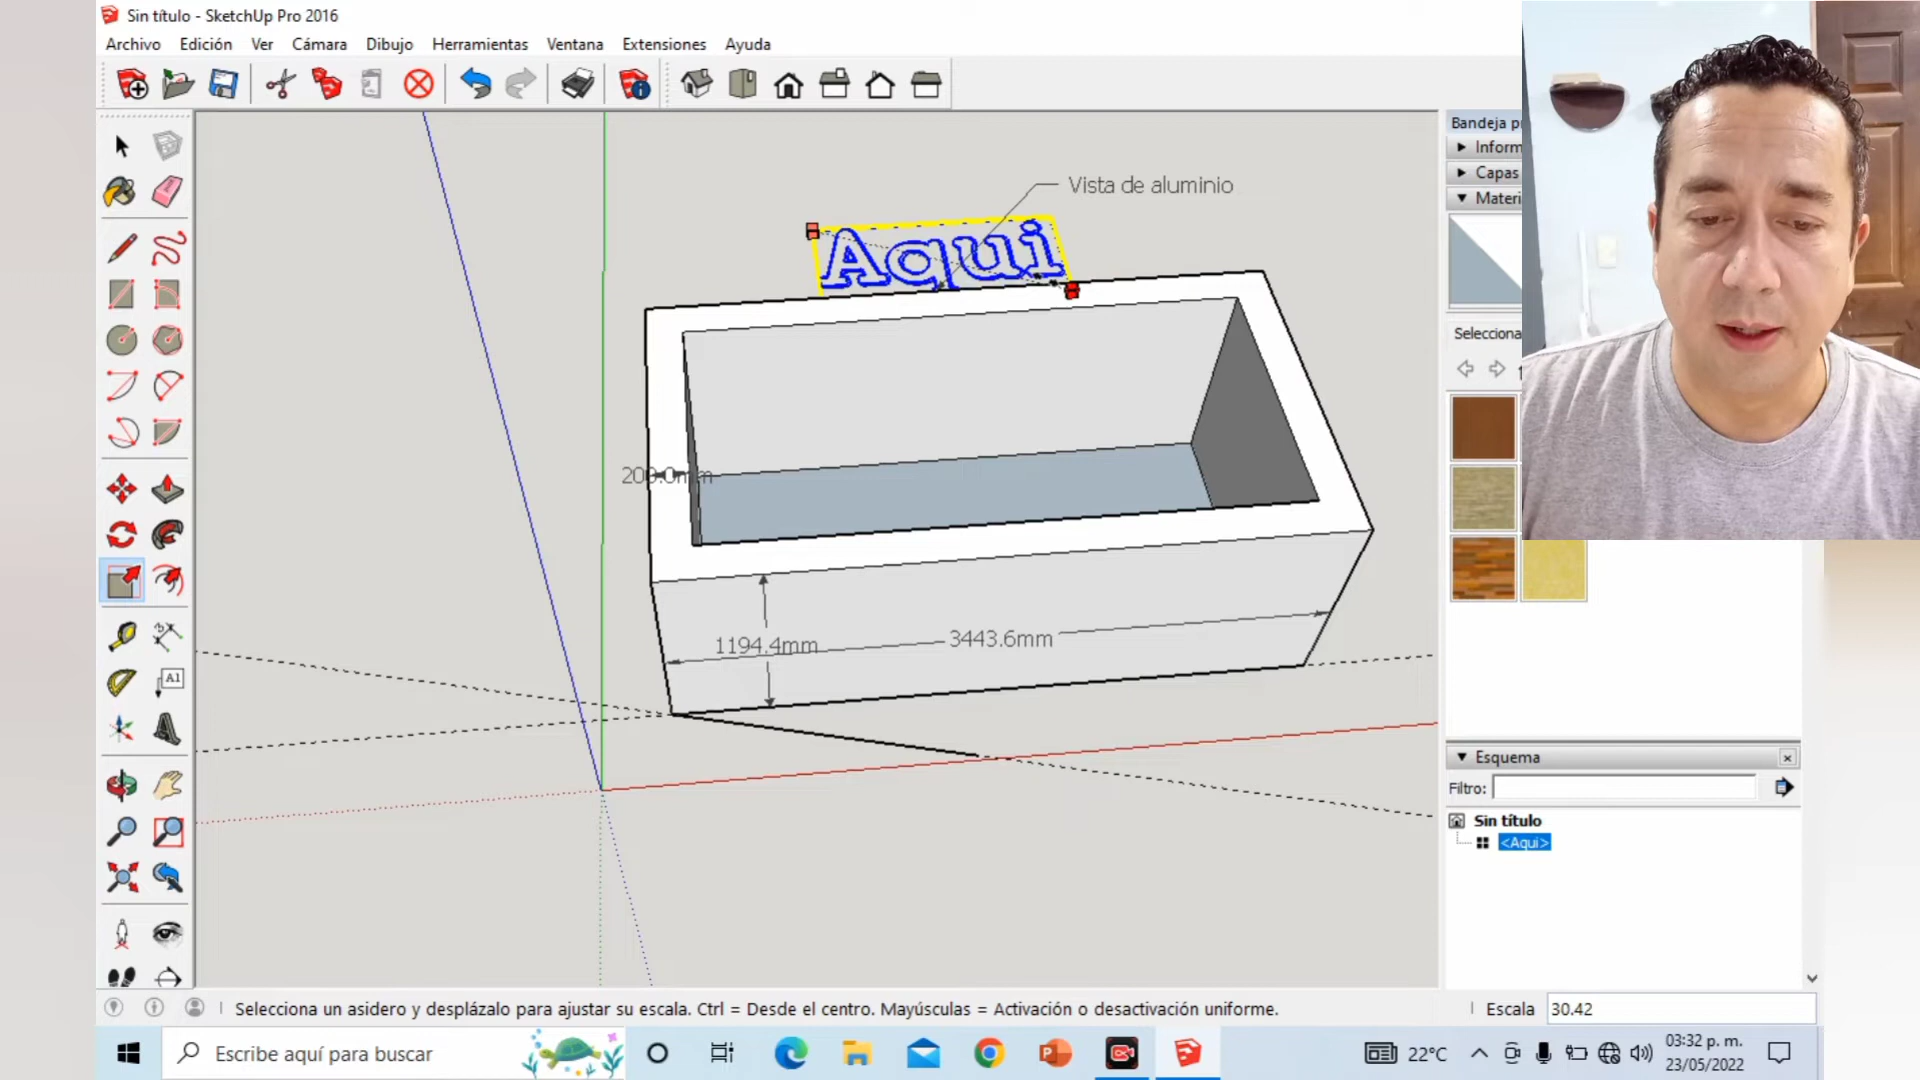 Sin título - SketchUp Pro 2016
Archivo Edición Ver Cámara Dibujo Herramientas Ventana Extensiones Ayuda
Bandeja
Inform
Capas
Materi
Vista de aluminio
Aqui
Selecciona
200.0mm
1194.4mm
3443.6mm
A1
Esquema
Filtro:
Sin título
<Aqui>
Selecciona un asidero y desplázalo para ajustar su escala. Ctrl = Desde el centro. Mayúsculas = Activación o desactivación uniforme.
Escala 30.42
Escribe aquí para buscar
22°C
03:32 p. m.
23/05/2022